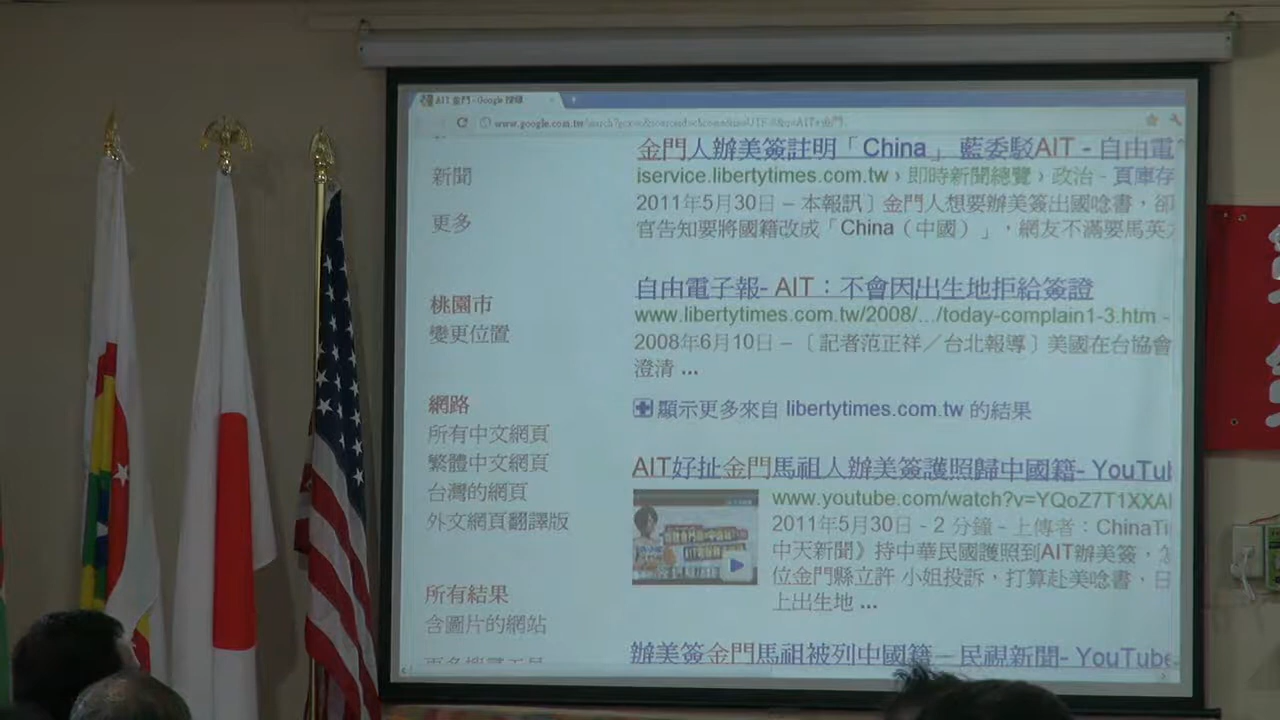 AIT 金門 - Google 搜尋
金門人辦美簽註明「China」 藍委駁AIT - 自由電
iservice.libertytimes.com.tw › 即時新聞總覽 › 政治 - 頁庫存
2011年5月30日 – 本報訊〕金門人想要辦美簽出國唸書，卻
官告知要將國籍改成「China（中國）」，網友不滿要馬英
自由電子報- AIT：不會因出生地拒給簽證
www.libertytimes.com.tw/2008/.../today-complain1-3.htm -
2008年6月10日 – 〔記者范正祥／台北報導〕美國在台協會
澄清 ...
顯示更多來自 libertytimes.com.tw 的結果
AIT好扯金門馬祖人辦美簽護照歸中國籍- YouTub
www.youtube.com/watch?v=YQoZ7T1XXA
2011年5月30日 - 2 分鐘 - 上傳者：ChinaTi
中天新聞》持中華民國護照到AIT辦美簽，
位金門縣立許 小姐投訴，打算赴美唸書，
上出生地 ...
辦美簽金門馬祖被列中國籍－民視新聞- YouTube
新聞
更多
桃園市
變更位置
網路
所有中文網頁
繁體中文網頁
台灣的網頁
外文網頁翻譯版
所有結果
含圖片的網站
更多搜尋工具